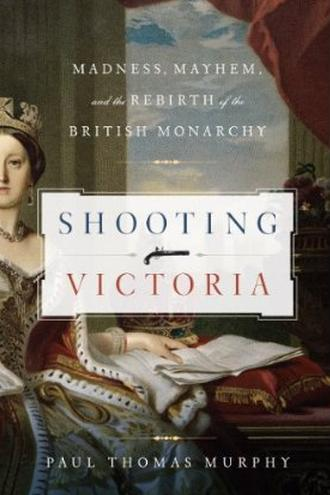 MADNESS, MAYHEM,
and the REBIRTH of the
BRITISH MONARCHY
SHOOTING
VICTORIA
PAUL THOMAS MURPHY